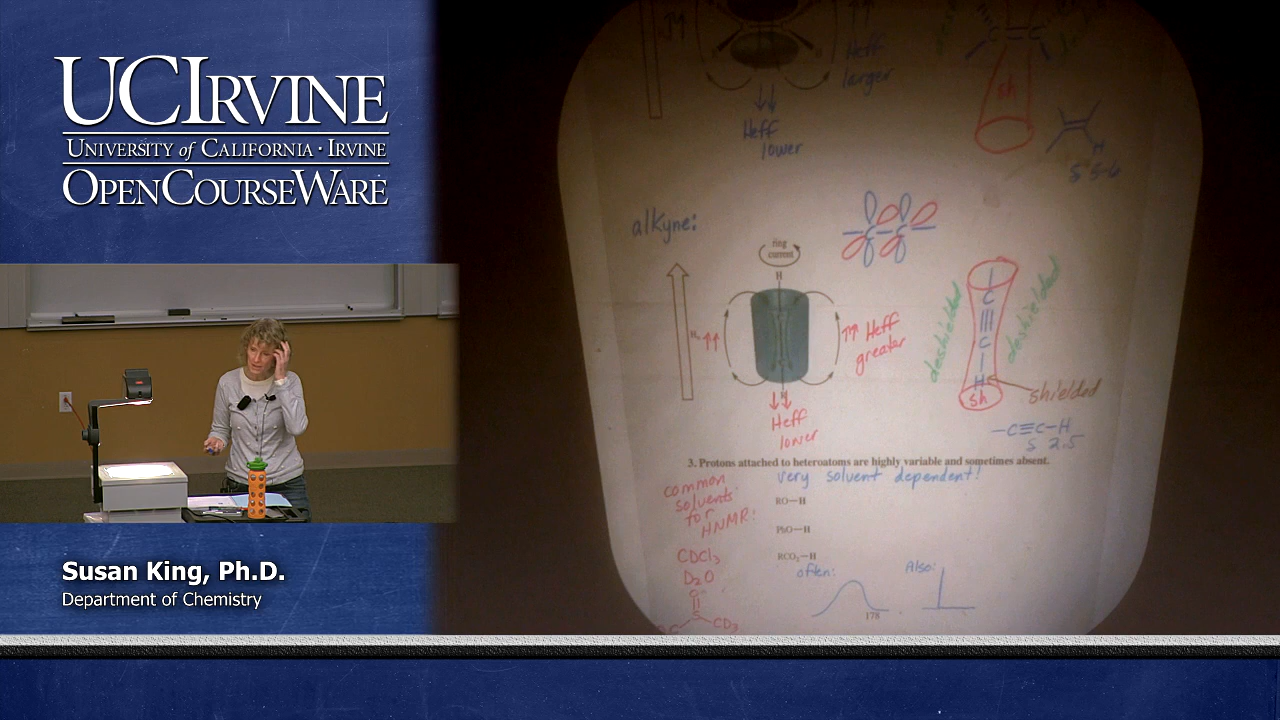 UCIRVINE
UNIVERSITY of CALIFORNIA · IRVINE
OPENCOURSEWARE
Susan King, Ph.D.
Department of Chemistry
Heff
larger
Heff
lower
sh
H
δ 5-6
alkyne:
C C
ring
current
H
H₀ ↑↑
↑↑ Heff
greater
H
↓↓
Heff
lower
deshielded
deshielded
C
≡
C
H
sh
shielded
—C≡C—H
δ 2.5
3. Protons attached to heteroatoms are highly variable and sometimes absent.
very solvent dependent!
common
solvents
for
HNMR:
CDCl₃
D₂O
O
S
CD₃
RO—H
PhO—H
RCO₂—H
often:
Also:
178